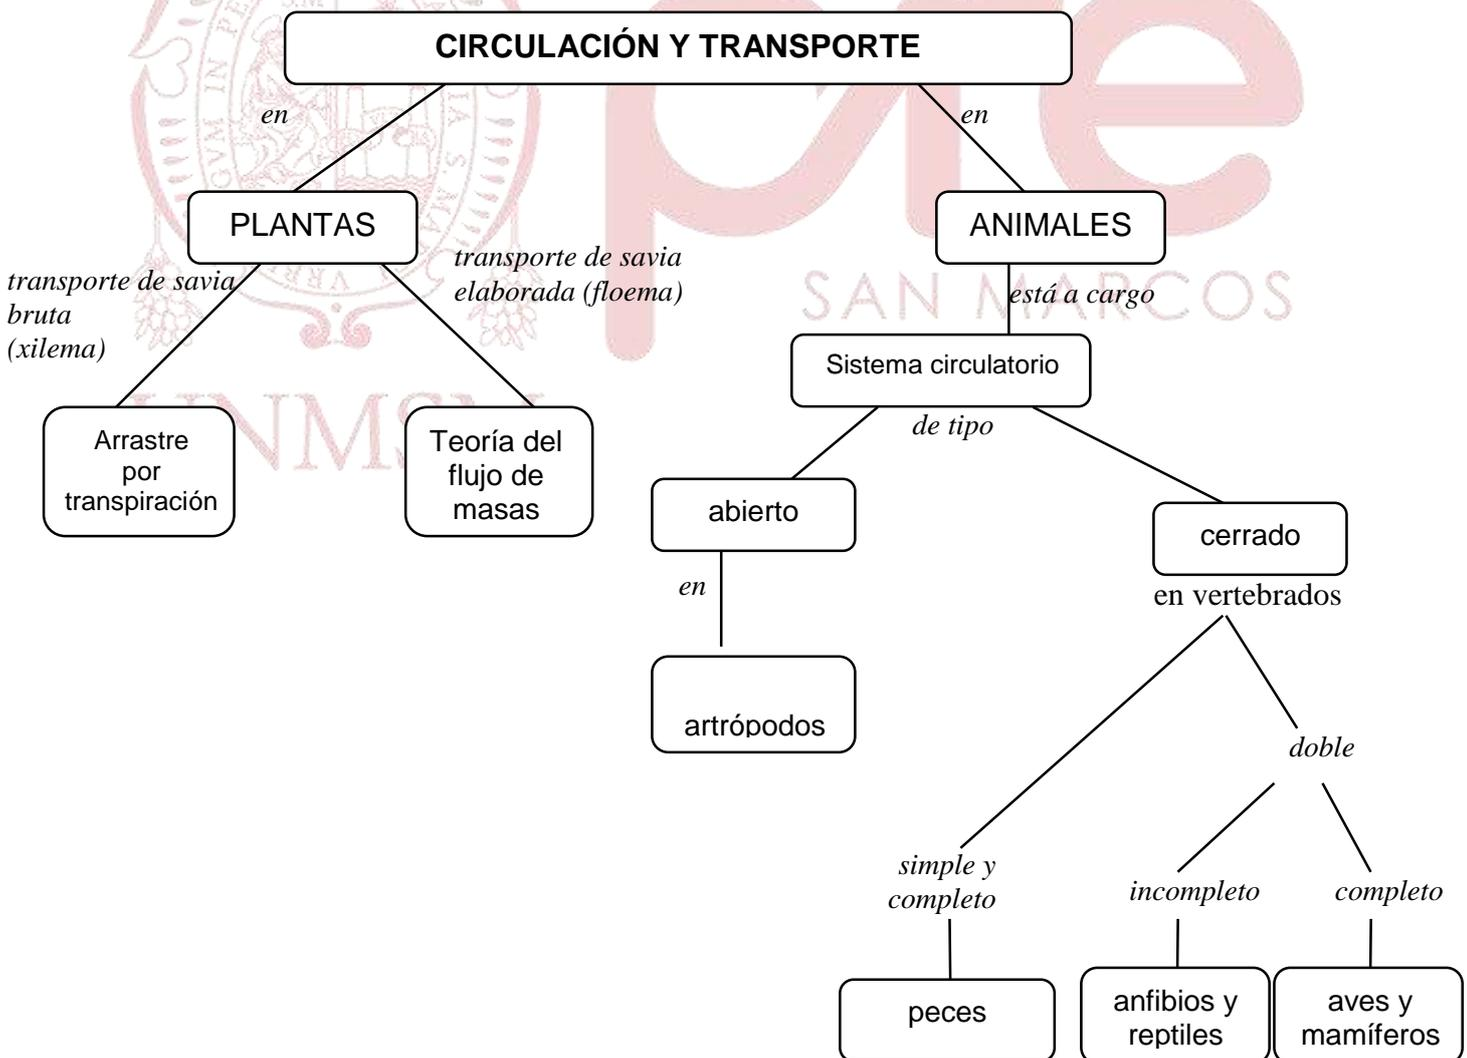 CIRCULACIÓN Y TRANSPORTE
en
en
PLANTAS
ANIMALES
transporte de savia
bruta
(xilema)
transporte de savia
elaborada (floema)
SAN MARCOS
está a cargo
Sistema circulatorio
de tipo
UNMSM
Arrastre
por
transpiración
Teoría del
flujo de
masas
abierto
cerrado
en
en vertebrados
artrópodos
doble
simple y
completo
incompleto
completo
peces
anfibios y
reptiles
aves y
mamíferos
pre